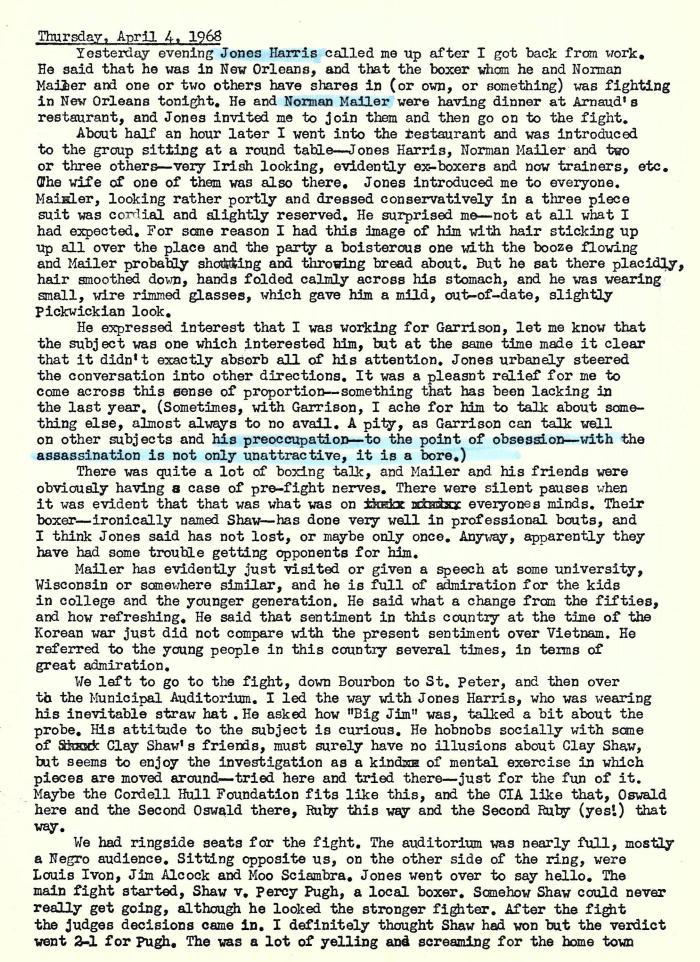 Thursday, April 4, 1968
Yesterday evening Jones Harris called me up after I got back from work.
He said that he was in New Orleans, and that the boxer whom he and Norman
Mailer and one or two others have shares in (or own, or something) was fighting
in New Orleans tonight. He and Norman Mailer were having dinner at Arnaud's
restaurant, and Jones invited me to join them and then go on to the fight.
About half an hour later I went into the restaurant and was introduced
to the group sitting at a round table—Jones Harris, Norman Mailer and two
or three others—very Irish looking, evidently ex-boxers and now trainers, etc.
(The wife of one of them was also there. Jones introduced me to everyone.
Mailer, looking rather portly and dressed conservatively in a three piece
suit was cordial and slightly reserved. He surprised me—not at all what I
had expected. For some reason I had this image of him with hair sticking up
up all over the place and the party a boisterous one with the booze flowing
and Mailer probably shouting and throwing bread about. But he sat there placidly,
hair smoothed down, hands folded calmly across his stomach, and he was wearing
small, wire rimmed glasses, which gave him a mild, out-of-date, slightly
Pickwickian look.
He expressed interest that I was working for Garrison, let me know that
the subject was one which interested him, but at the same time made it clear
that it didn't exactly absorb all of his attention. Jones urbanely steered
the conversation into other directions. It was a pleasnt relief for me to
come across this sense of proportion—something that has been lacking in
the last year. (Sometimes, with Garrison, I ache for him to talk about some-
thing else, almost always to no avail. A pity, as Garrison can talk well
on other subjects and his preoccupation—to the point of obsession—with the
assassination is not only unattractive, it is a bore.)
There was quite a lot of boxing talk, and Mailer and his friends were
obviously having a case of pre-fight nerves. There were silent pauses when
it was evident that that was what was on everyones minds. Their
boxer—ironically named Shaw—has done very well in professional bouts, and
I think Jones said has not lost, or maybe only once. Anyway, apparently they
have had some trouble getting opponents for him.
Mailer has evidently just visited or given a speech at some university,
Wisconsin or somewhere similar, and he is full of admiration for the kids
in college and the younger generation. He said what a change from the fifties,
and how refreshing. He said that sentiment in this country at the time of the
Korean war just did not compare with the present sentiment over Vietnam. He
referred to the young people in this country several times, in terms of
great admiration.
We left to go to the fight, down Bourbon to St. Peter, and then over
to the Municipal Auditorium. I led the way with Jones Harris, who was wearing
his inevitable straw hat. He asked how "Big Jim" was, talked a bit about the
probe. His attitude to the subject is curious. He hobnobs socially with some
of Clay Shaw's friends, must surely have no illusions about Clay Shaw,
but seems to enjoy the investigation as a kind of mental exercise in which
pieces are moved around—tried here and tried there—just for the fun of it.
Maybe the Cordell Hull Foundation fits like this, and the CIA like that, Oswald
here and the Second Oswald there, Ruby this way and the Second Ruby (yes!) that
way.
We had ringside seats for the fight. The auditorium was nearly full, mostly
a Negro audience. Sitting opposite us, on the other side of the ring, were
Louis Ivon, Jim Alcock and Moo Sciambra. Jones went over to say hello. The
main fight started, Shaw v. Percy Pugh, a local boxer. Somehow Shaw could never
really get going, although he looked the stronger fighter. After the fight
the judges decisions came in. I definitely thought Shaw had won but the verdict
went 2-1 for Pugh. The was a lot of yelling and screaming for the home town